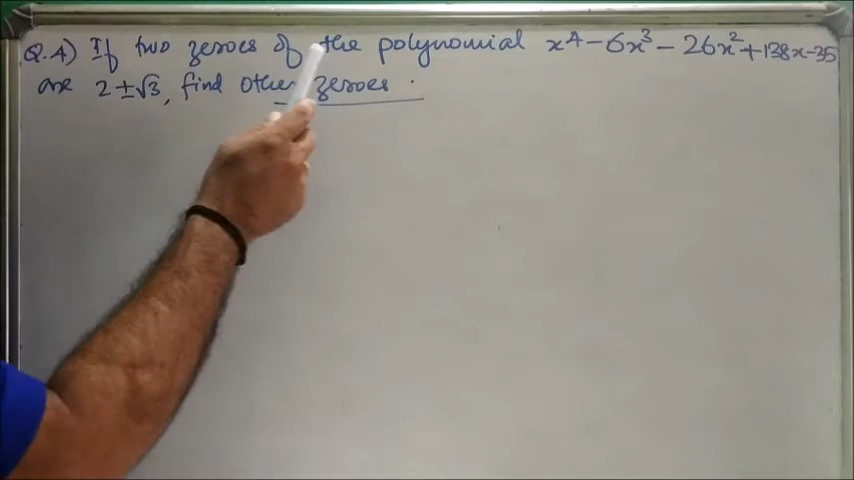 Q.4) If two zeroes of the polynomial x⁴ - 6x³ - 26x² + 138x - 35
are 2 ± √3, find other zeroes.